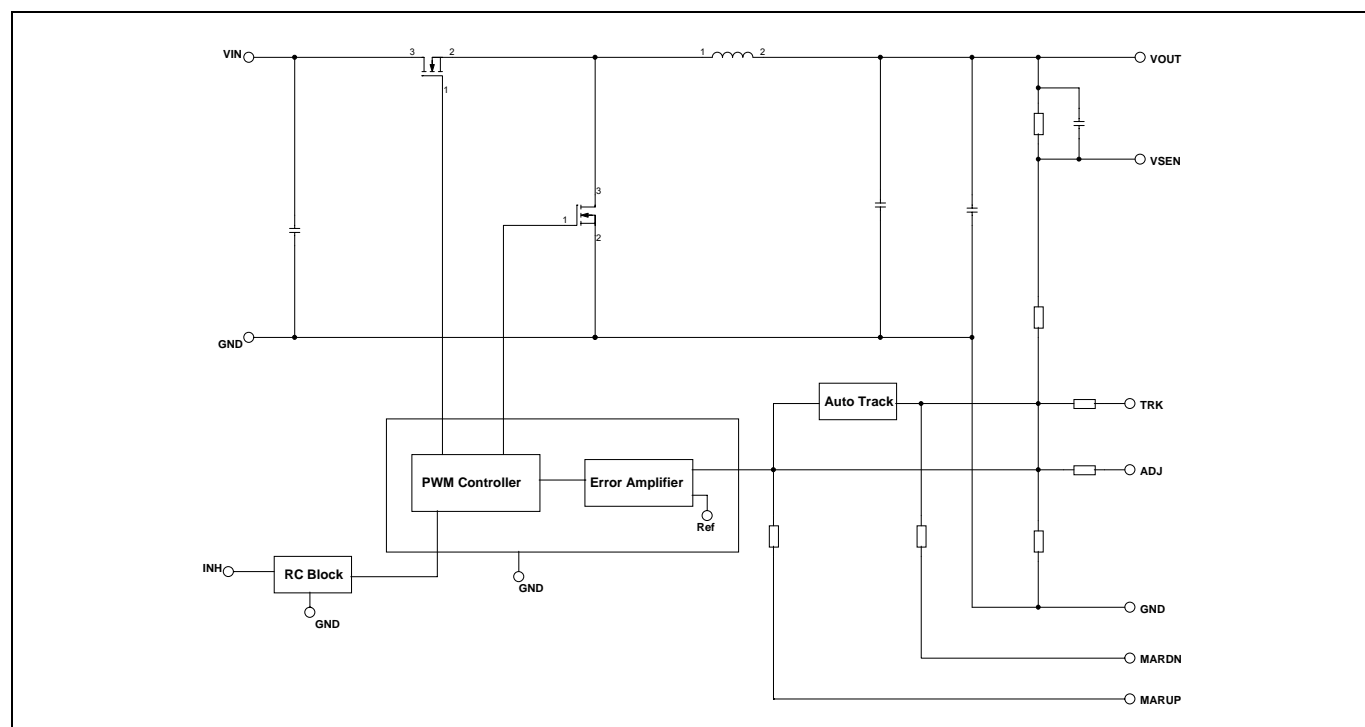 VIN
3
2
1
1
2
VOUT
VSEN
3
1
2
GND
Auto Track
TRK
PWM Controller
Error Amplifier
ADJ
Ref
INH
RC Block
GND
GND
GND
MARDN
MARUP